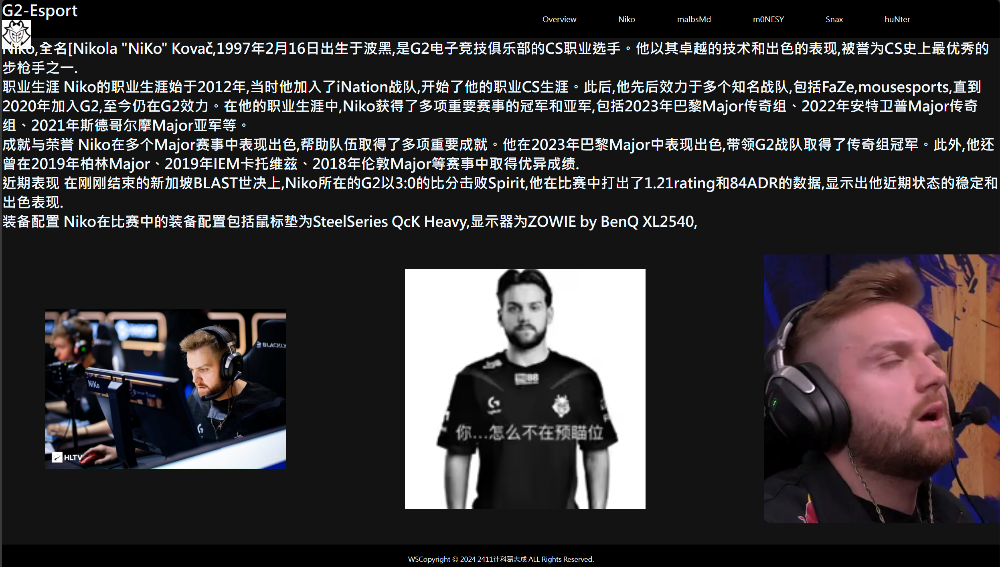 G2-Esport
Overview Niko malbsMd m0NESY Snax huNter
Niko,全名[Nikola "NiKo" Kovač,1997年2月16日出生于波黑,是G2电子竞技俱乐部的CS职业选手。他以其卓越的技术和出色的表现,被誉为CS史上最优秀的
步枪手之一.
职业生涯 Niko的职业生涯始于2012年,当时他加入了iNation战队,开始了他的职业CS生涯。此后,他先后效力于多个知名战队,包括FaZe,mousesports,直到
2020年加入G2,至今仍在G2效力。在他的职业生涯中,Niko获得了多项重要赛事的冠军和亚军,包括2023年巴黎Major传奇组、2022年安特卫普Major传奇
组、2021年斯德哥尔摩Major亚军等。
成就与荣誉 Niko在多个Major赛事中表现出色,帮助队伍取得了多项重要成就。他在2023年巴黎Major中表现出色,带领G2战队取得了传奇组冠军。此外,他还
曾在2019年柏林Major、2019年IEM卡托维兹、2018年伦敦Major等赛事中取得优异成绩.
近期表现 在刚刚结束的新加坡BLAST世决上,Niko所在的G2以3:0的比分击败Spirit,他在比赛中打出了1.21rating和84ADR的数据,显示出他近期状态的稳定和
出色表现.
装备配置 Niko在比赛中的装备配置包括鼠标垫为SteelSeries QcK Heavy,显示器为ZOWIE by BenQ XL2540,
BLACKLY
NiKo
HLTV
你...怎么不在预瞄位
WSCopyright © 2024 2411计科葛志成 ALL Rights Reserved.